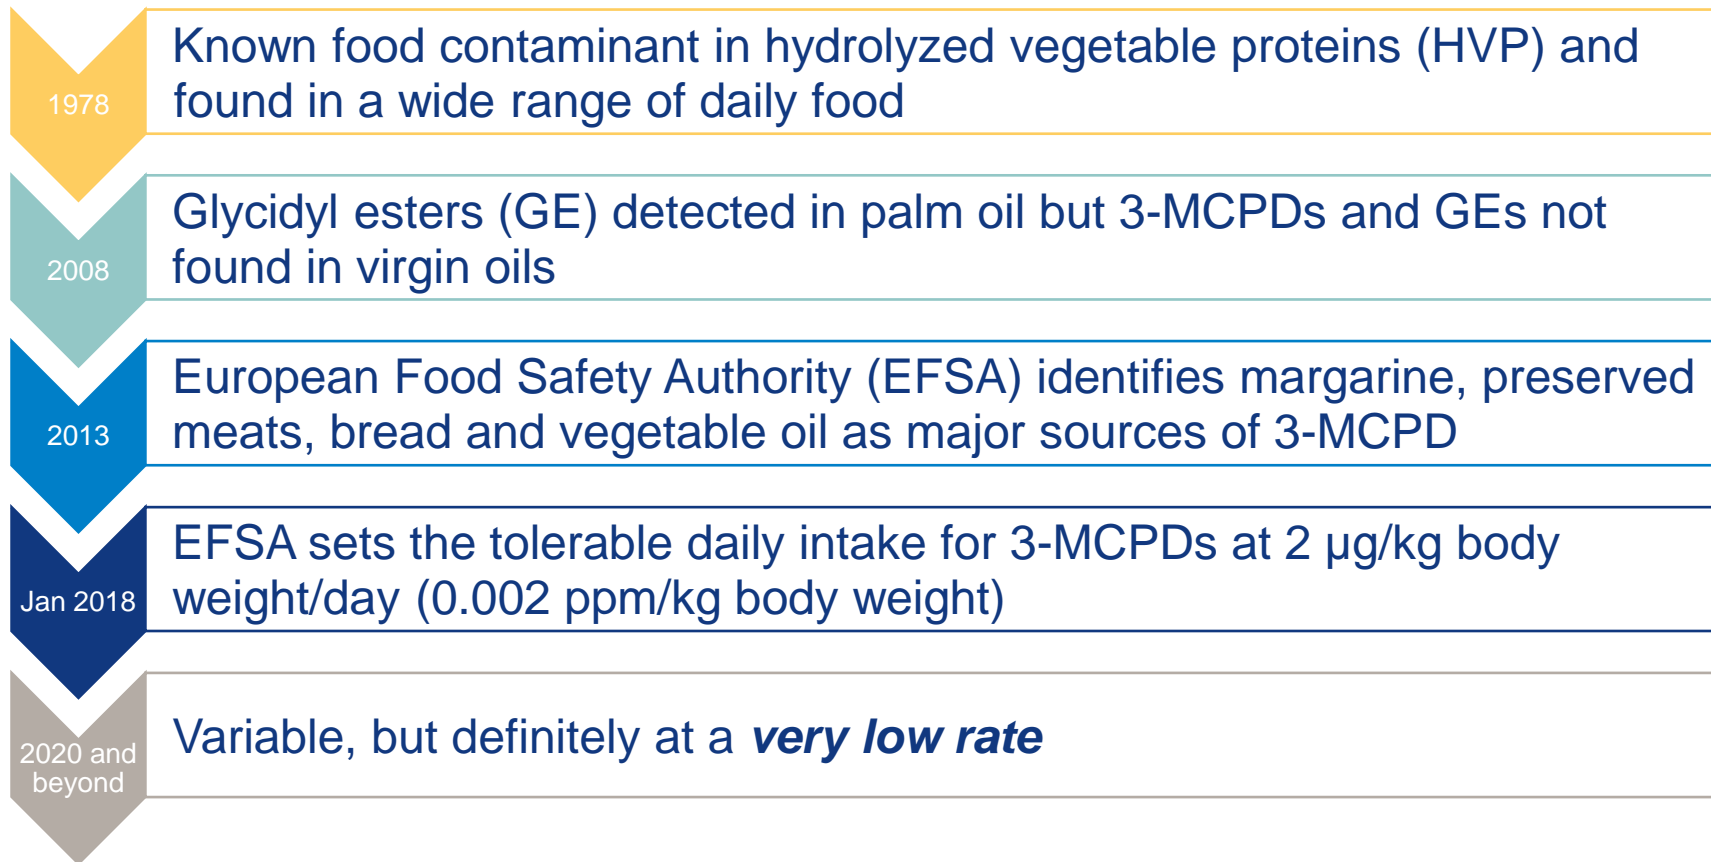 1978
Known food contaminant in hydrolyzed vegetable proteins (HVP) and
found in a wide range of daily food
2008
Glycidyl esters (GE) detected in palm oil but 3-MCPDs and GEs not
found in virgin oils
2013
European Food Safety Authority (EFSA) identifies margarine, preserved
meats, bread and vegetable oil as major sources of 3-MCPD
Jan 2018
EFSA sets the tolerable daily intake for 3-MCPDs at 2 µg/kg body
weight/day (0.002 ppm/kg body weight)
2020 and
beyond
Variable, but definitely at a very low rate